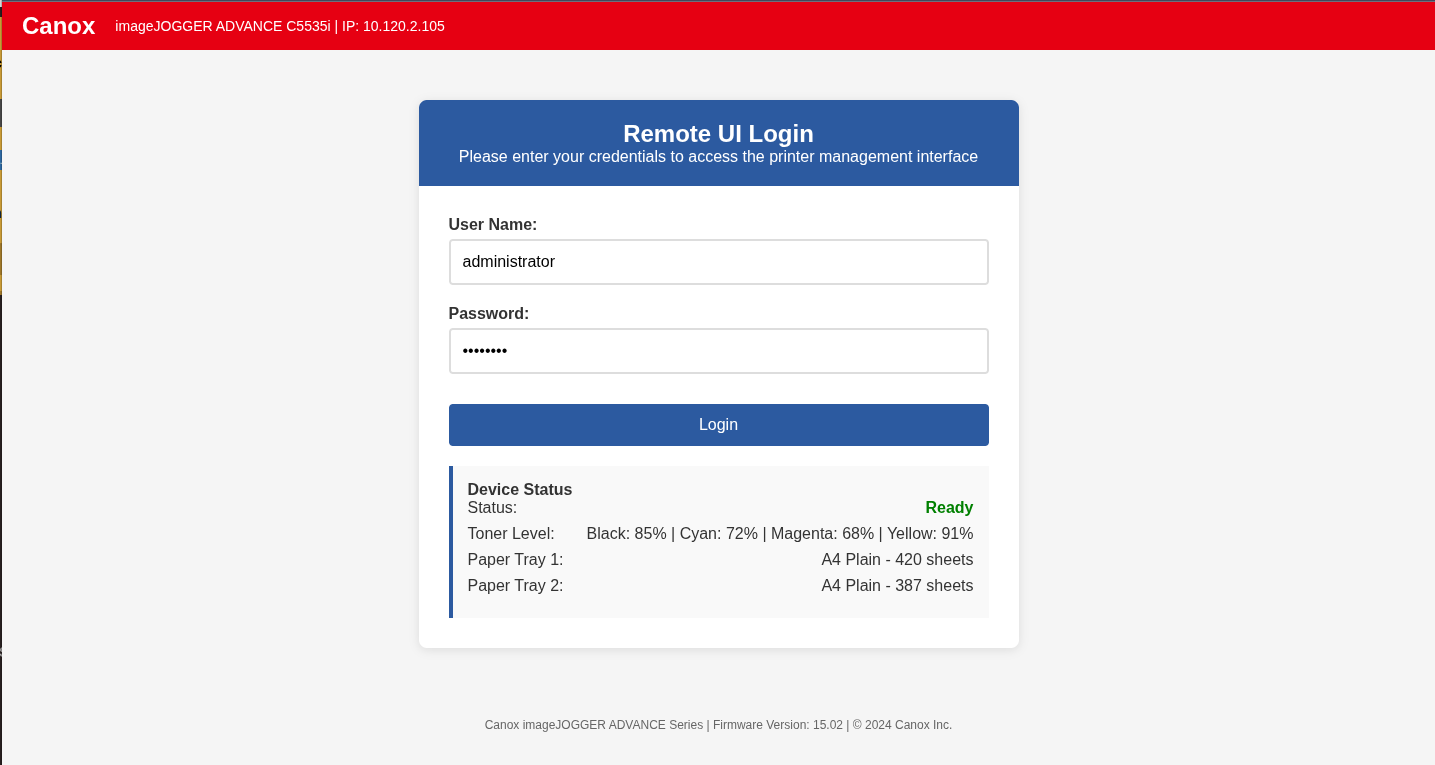 Canox imageJOGGER ADVANCE C5535i | IP: 10.120.2.105
Remote UI Login
Please enter your credentials to access the printer management interface
User Name:
administrator
Password:
••••••••
Login
Device Status
Status: Ready
Toner Level: Black: 85% | Cyan: 72% | Magenta: 68% | Yellow: 91%
Paper Tray 1: A4 Plain - 420 sheets
Paper Tray 2: A4 Plain - 387 sheets
Canox imageJOGGER ADVANCE Series | Firmware Version: 15.02 | © 2024 Canox Inc.